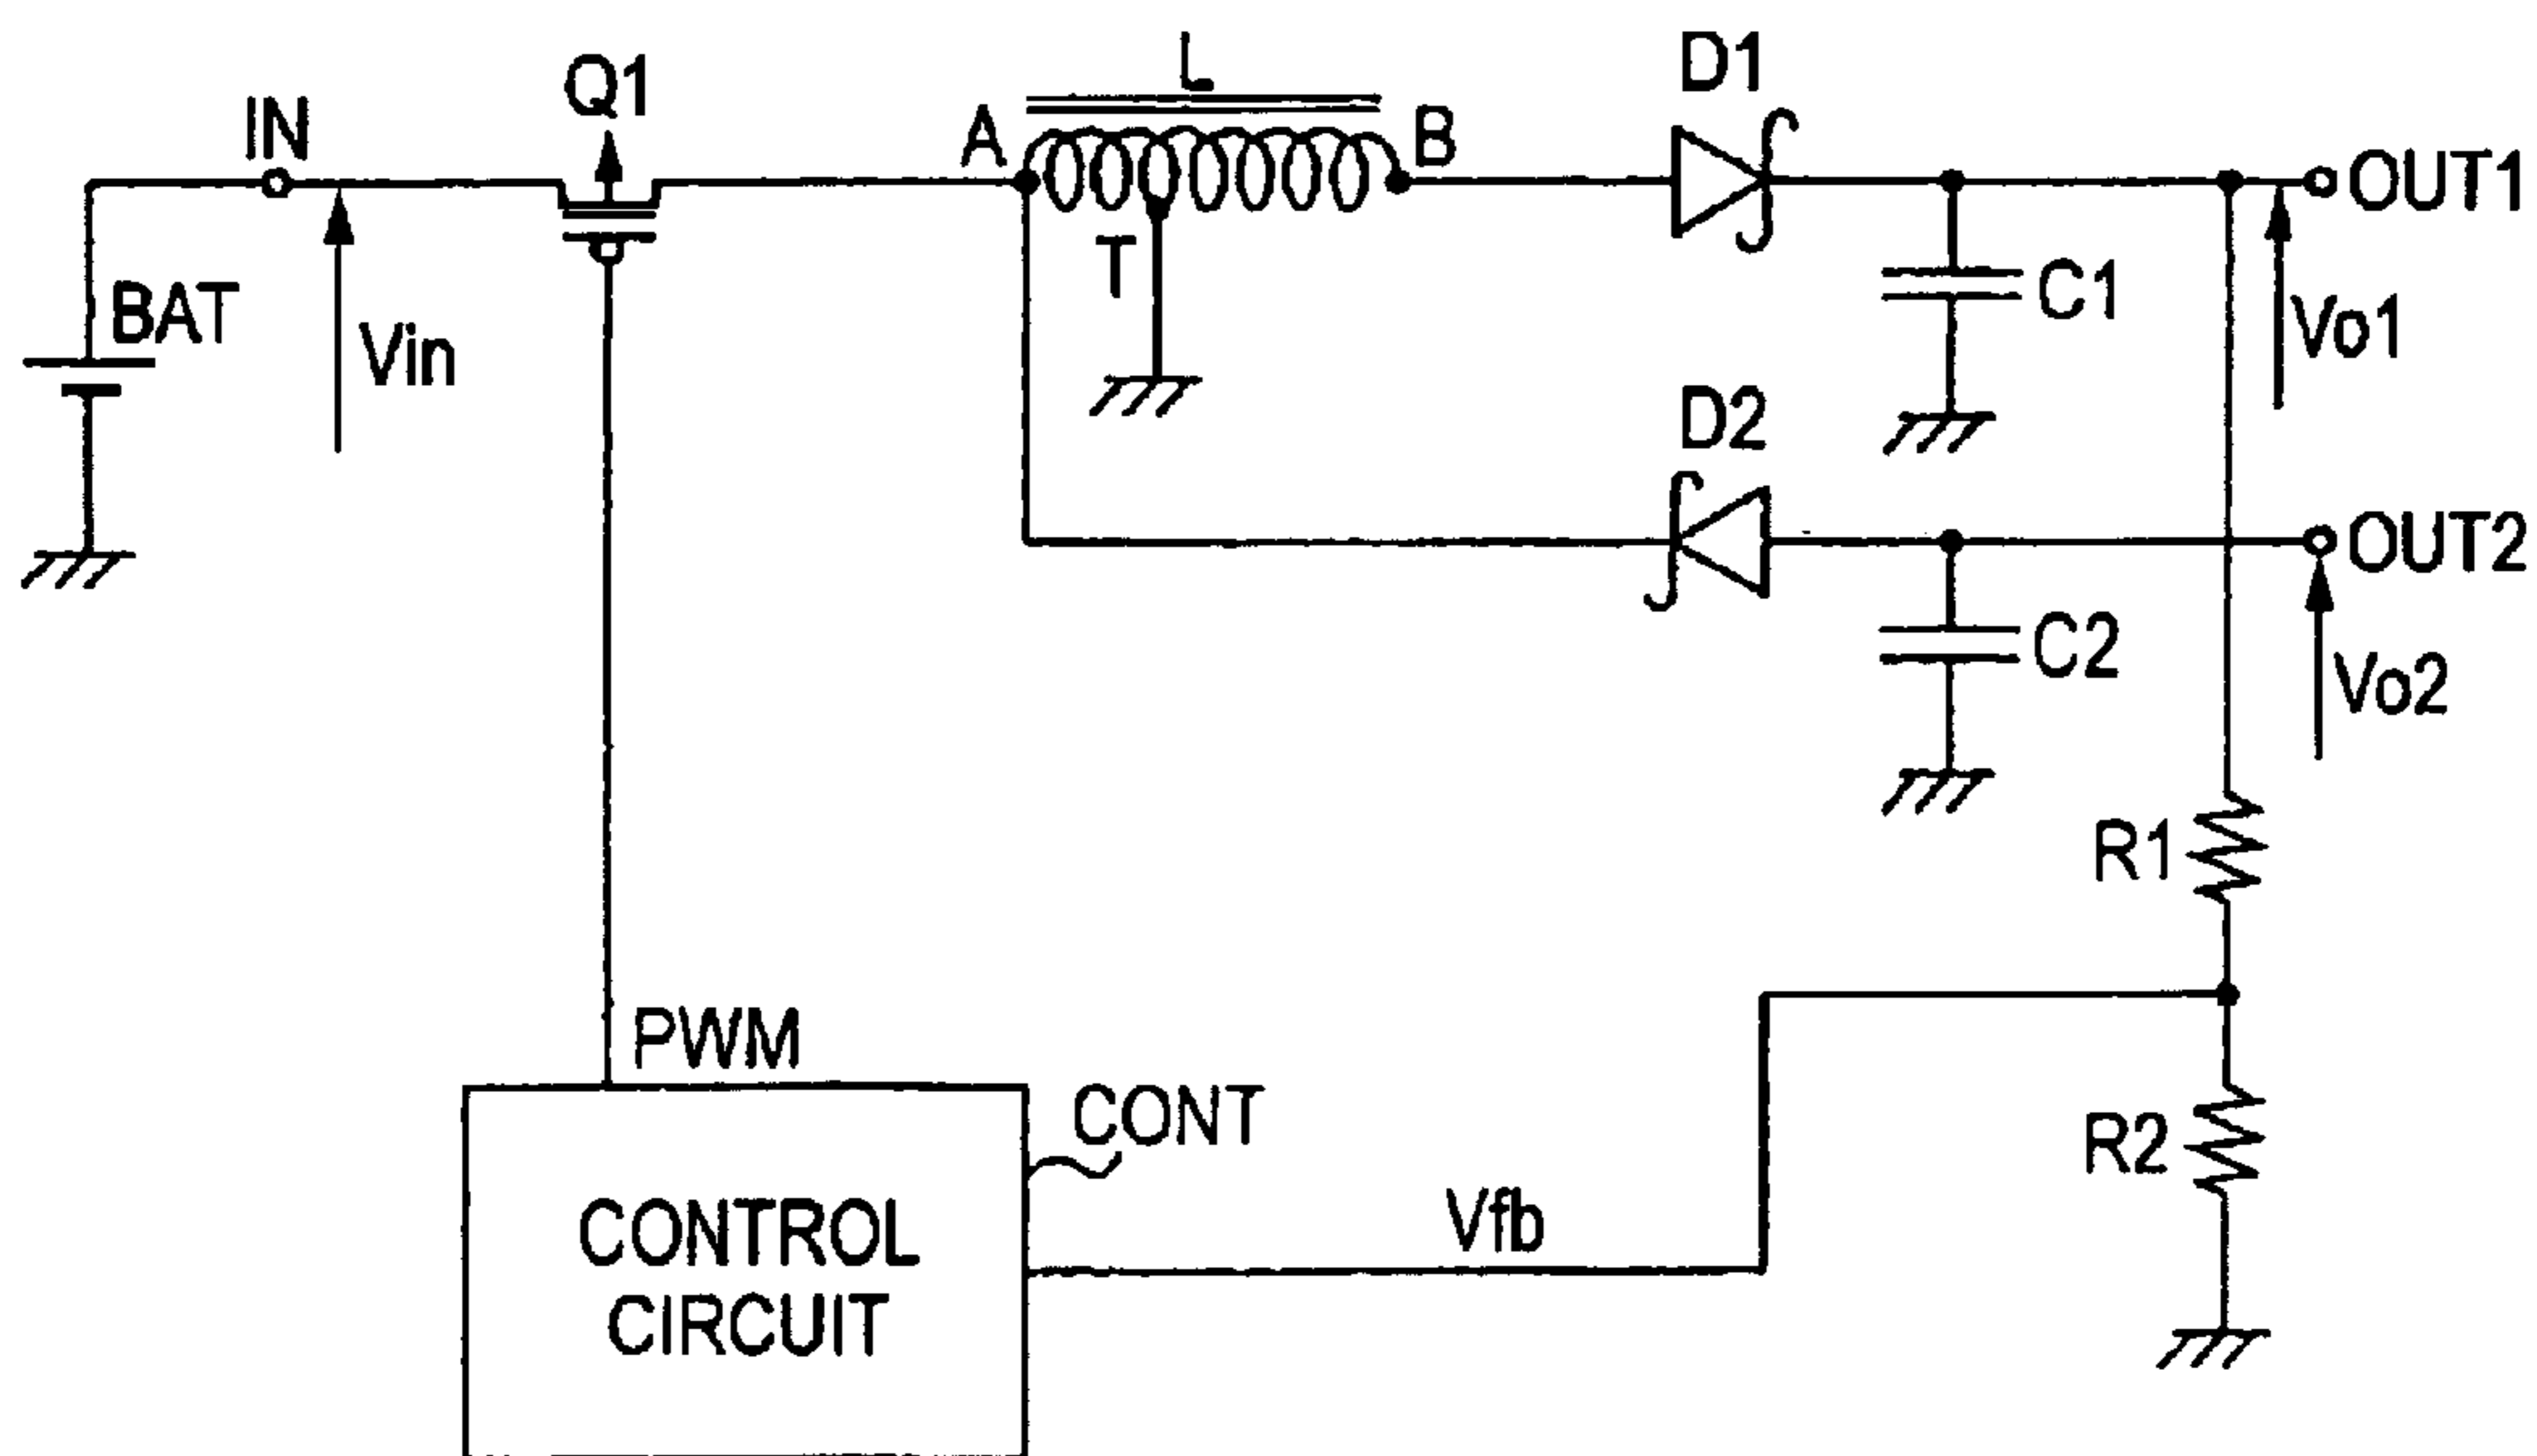 L
D1
Q1
IN
A
B
OUT1
T
C1
BAT
Vin
Vo1
D2
OUT2
C2
Vo2
R1
PWM
CONT
R2
Vfb
CONTROL
CIRCUIT